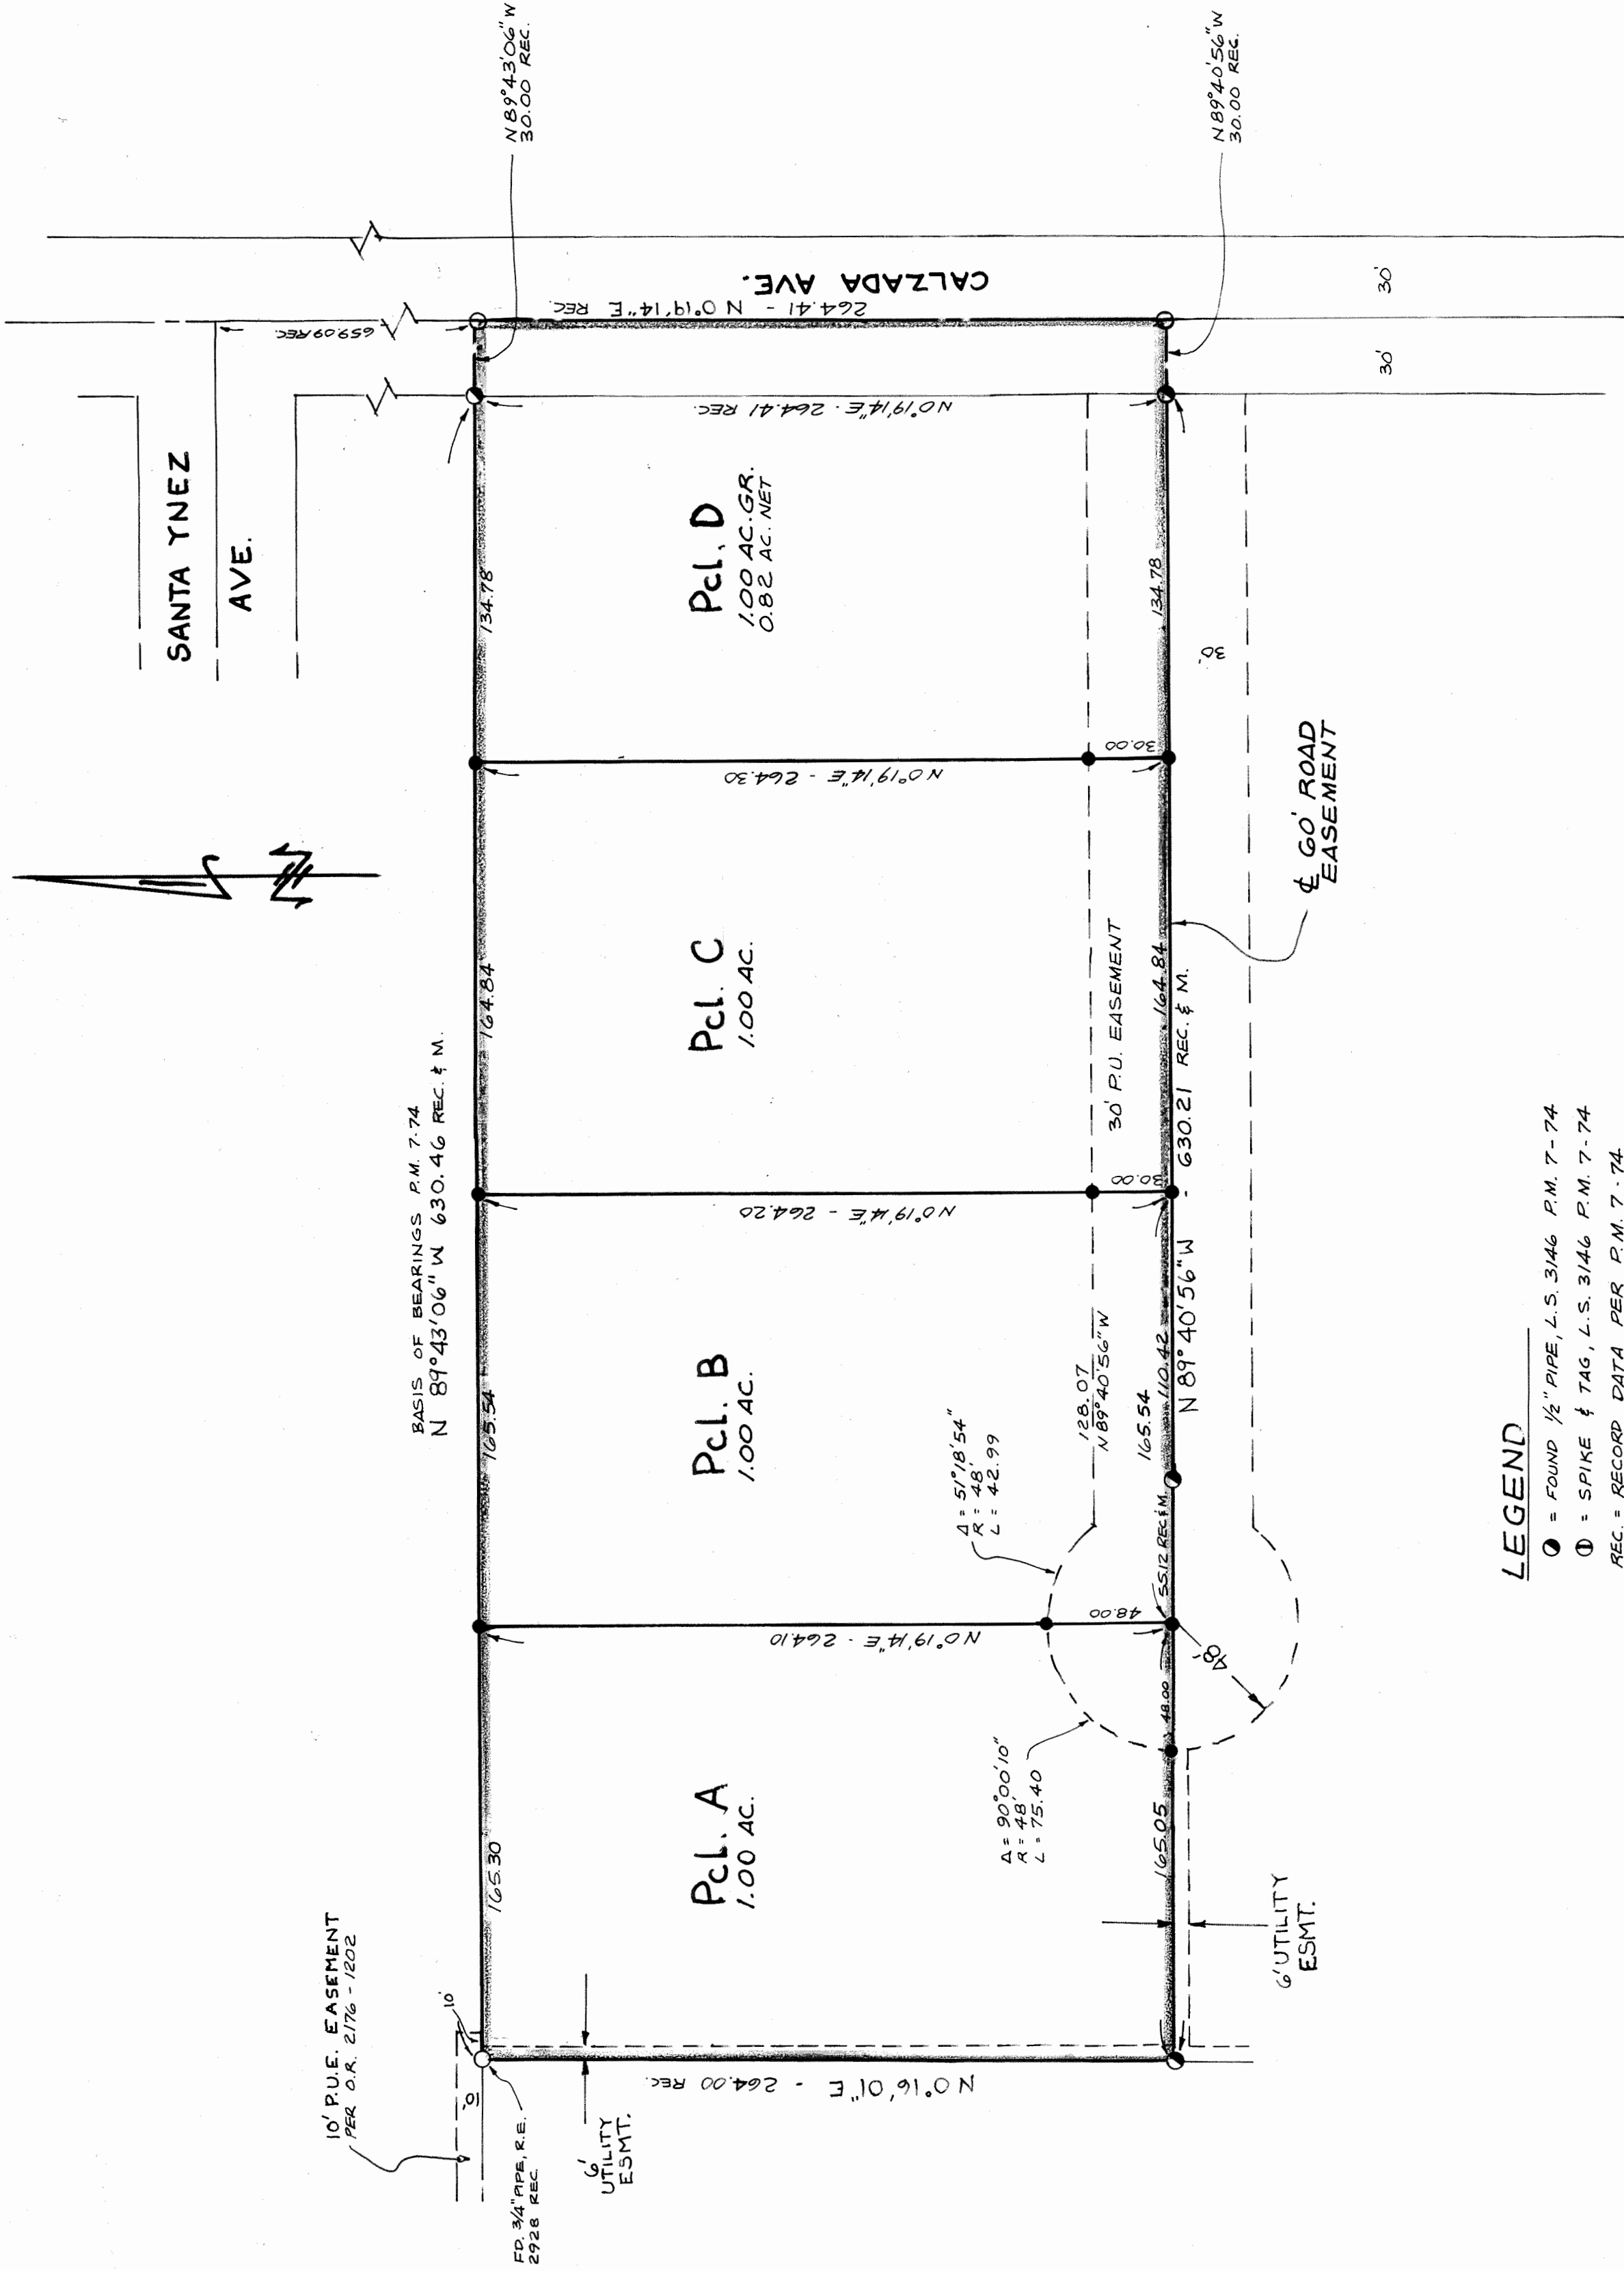 SANTA YNEZ
AVE.
659.09 REC.
N89°43'06"W
30.00 REC.
CALZADA AVE.
264.41 - N 0°19'14"E REC.
N 0°19'14"E - 264.41 REC.
30'
30'
N89°40'56"W
30.00 REC.
BASIS OF BEARINGS P.M. 7-74
N 89°43'06" W 630.46 REC. & M.
10' P.U.E. EASEMENT
PER O.R. 2176 - 1202
10'
10'
FD. 3/4" PIPE, R.E.
2928 REC.
6'
UTILITY
ESMT.
N 0°16'01"E - 264.00 REC.
165.30
165.54
164.84
134.78
Pcl. A
1.00 AC.
Pcl. B
1.00 AC.
Pcl. C
1.00 AC.
Pcl. D
1.00 AC. GR.
0.82 AC. NET
N 0°19'14"E - 264.10
N 0°19'14"E - 264.20
N 0°19'14"E - 264.30
Δ = 90°00'10"
R = 48'
L = 75.40
Δ = 51°18'54"
R = 48'
L = 42.99
128.07
N89°40'56"W
30' P.U. EASEMENT
48.00
30.00
30.00
165.05
48.00
55.12 REC & M.
165.54
110.42
164.84
134.78
N 89°40'56"W - 630.21 REC. & M.
48'
30'
6' UTILITY
ESMT.
℄ 60' ROAD
EASEMENT
LEGEND
= FOUND 1/2" PIPE, L.S. 3146 P.M. 7-74
= SPIKE & TAG, L.S. 3146 P.M. 7-74
REC. = RECORD DATA PER P.M. 7-74